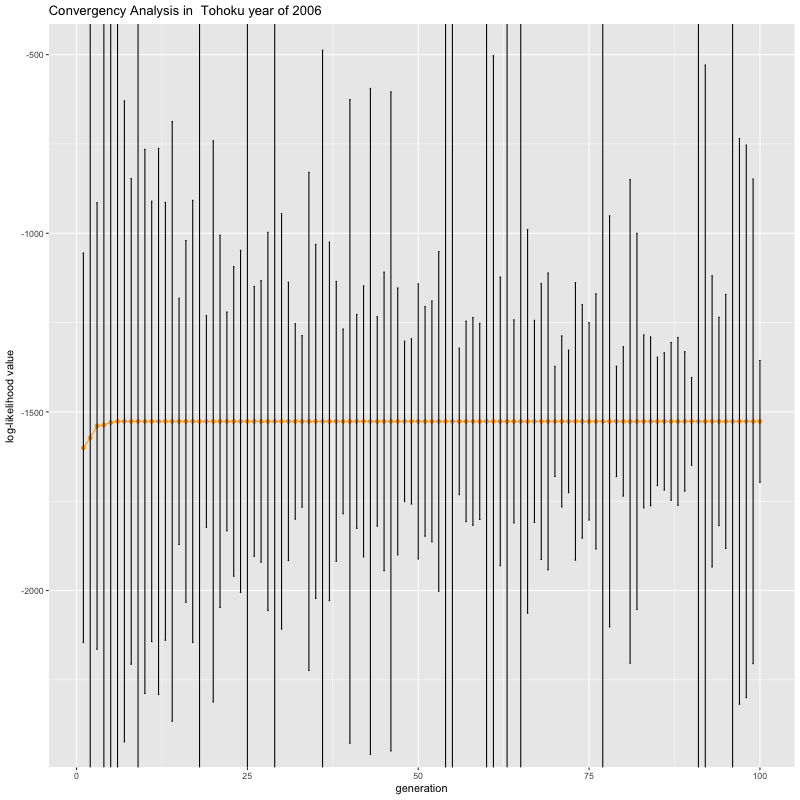 Convergency Analysis in  Tohoku year of 2006
log-likelihood value
-500
-1000
-1500
-2000
0 25 50 75 100
generation